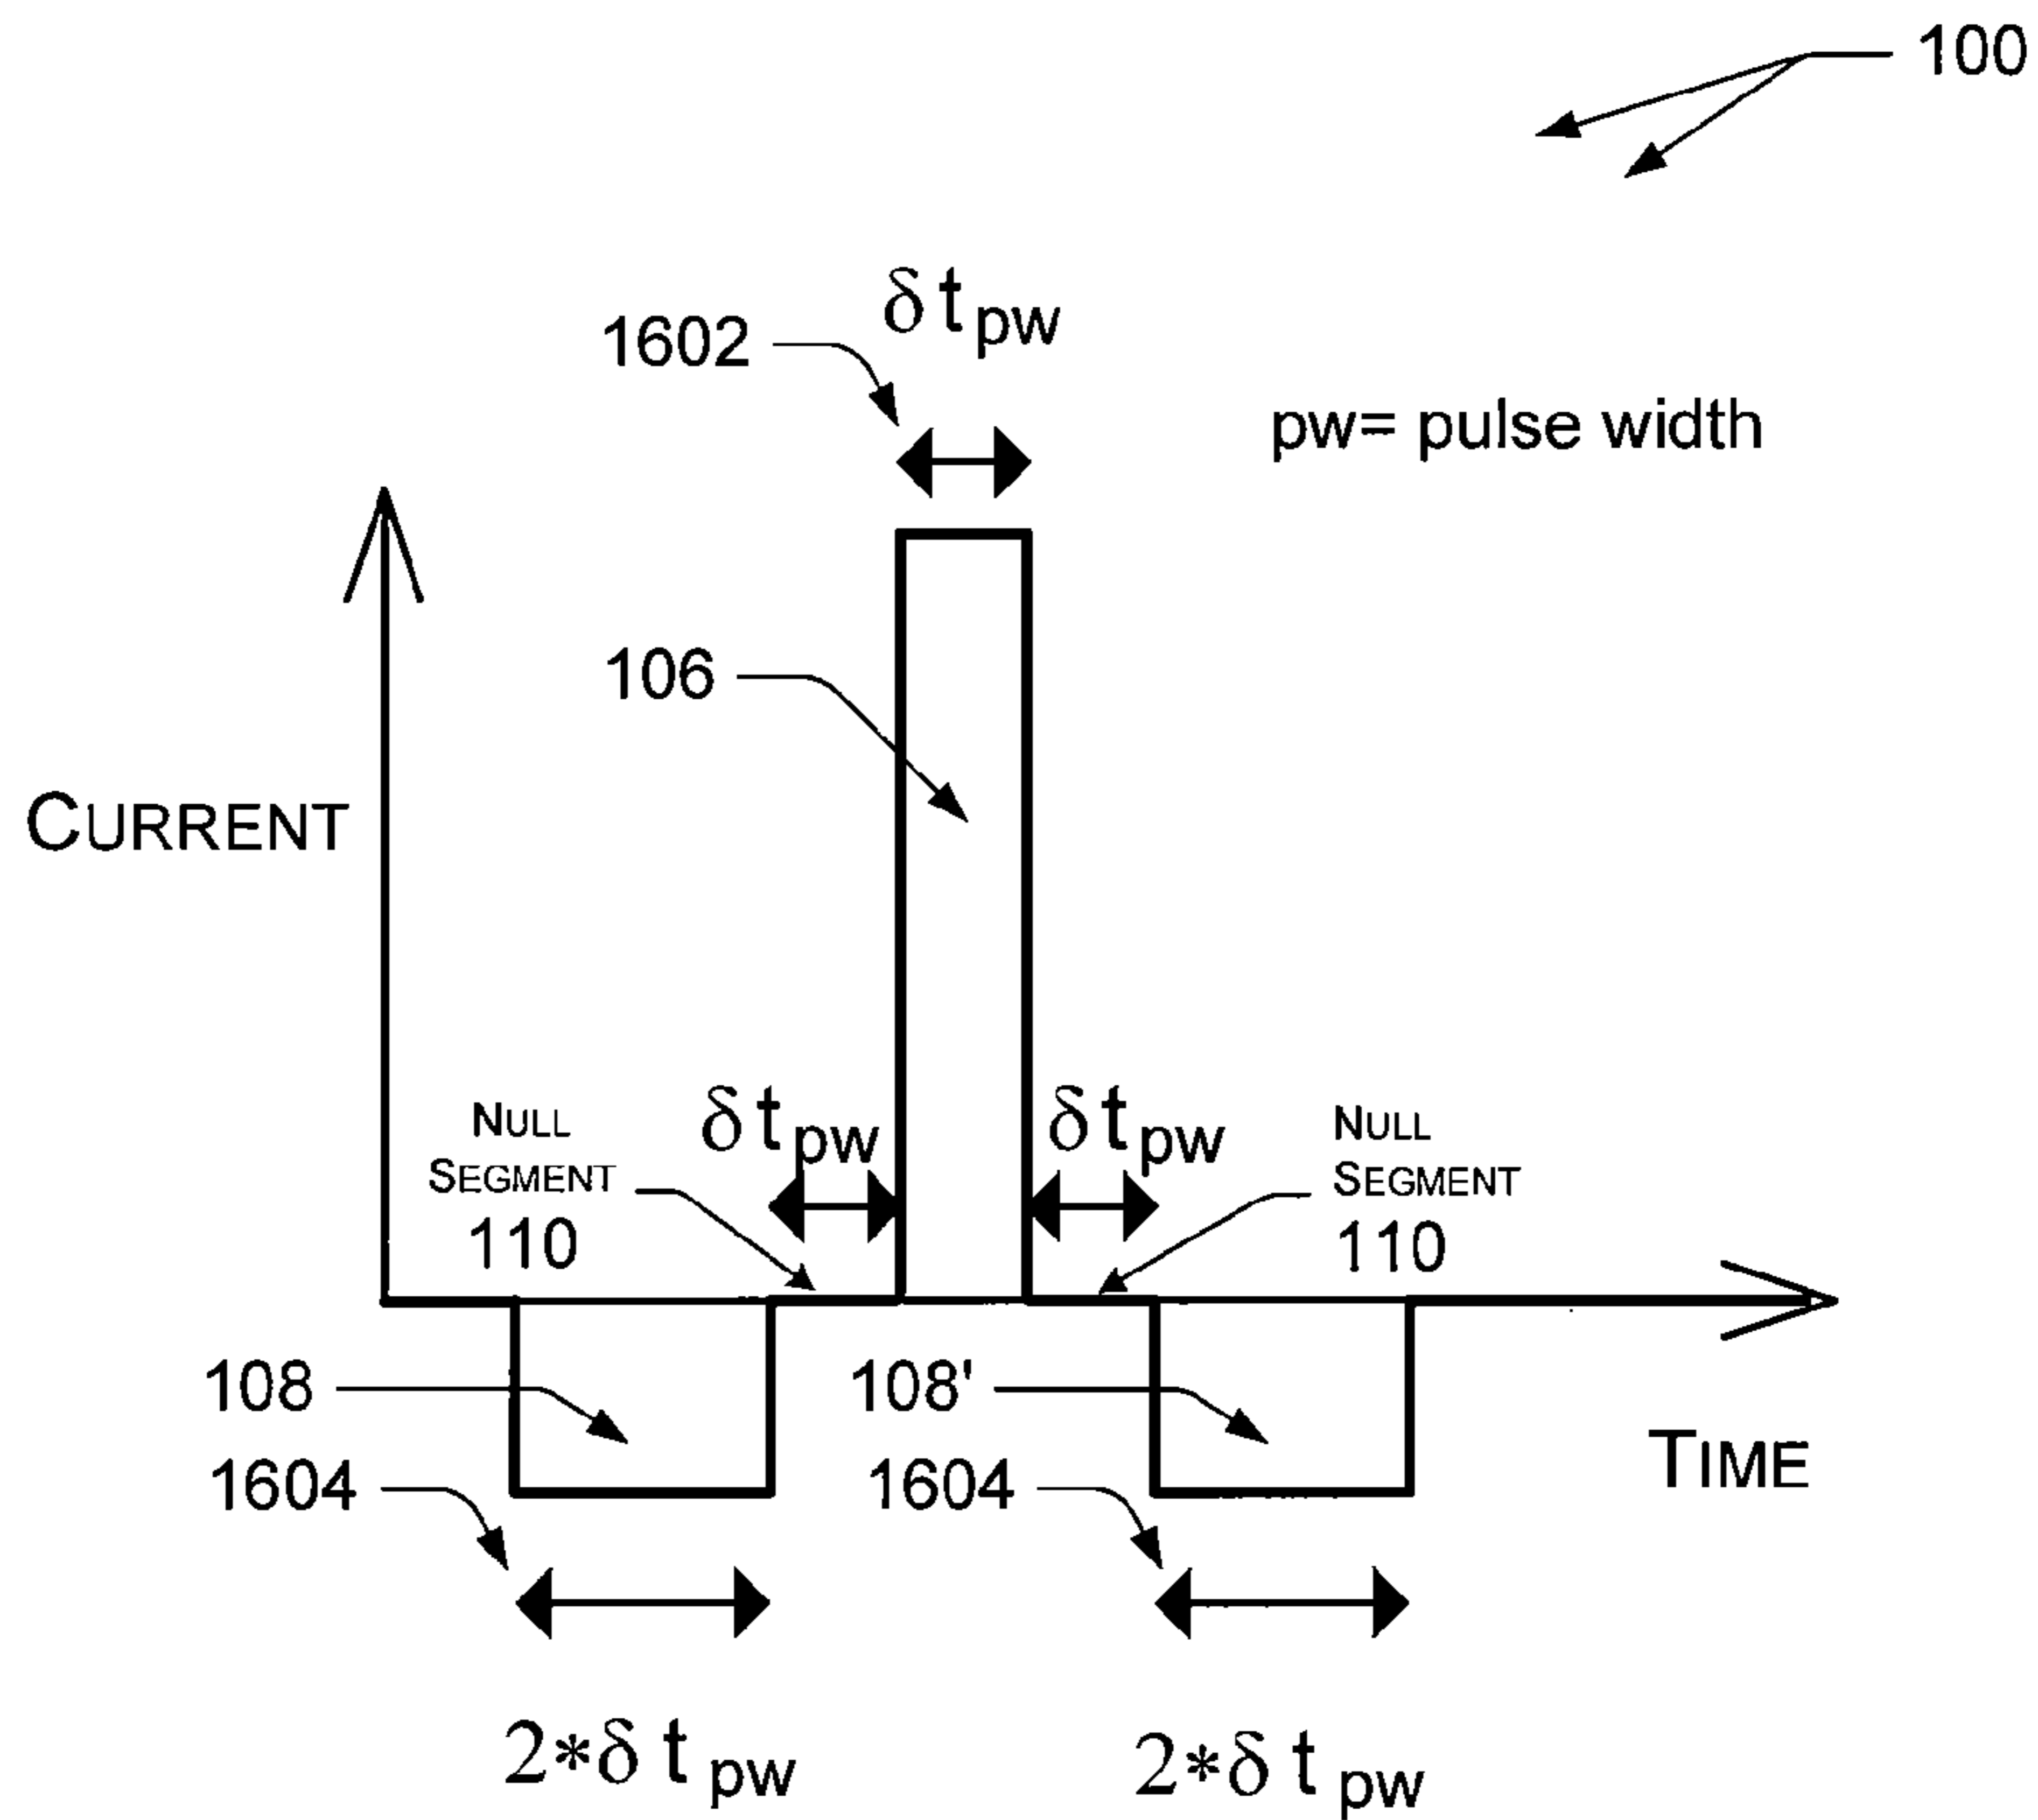 100
δ t pw
1602
pw= pulse width
106
CURRENT
δ t pw
δ t pw
NULL
SEGMENT
110
NULL
SEGMENT
110
108
108'
1604
1604
TIME
2*δ t pw
2*δ t pw